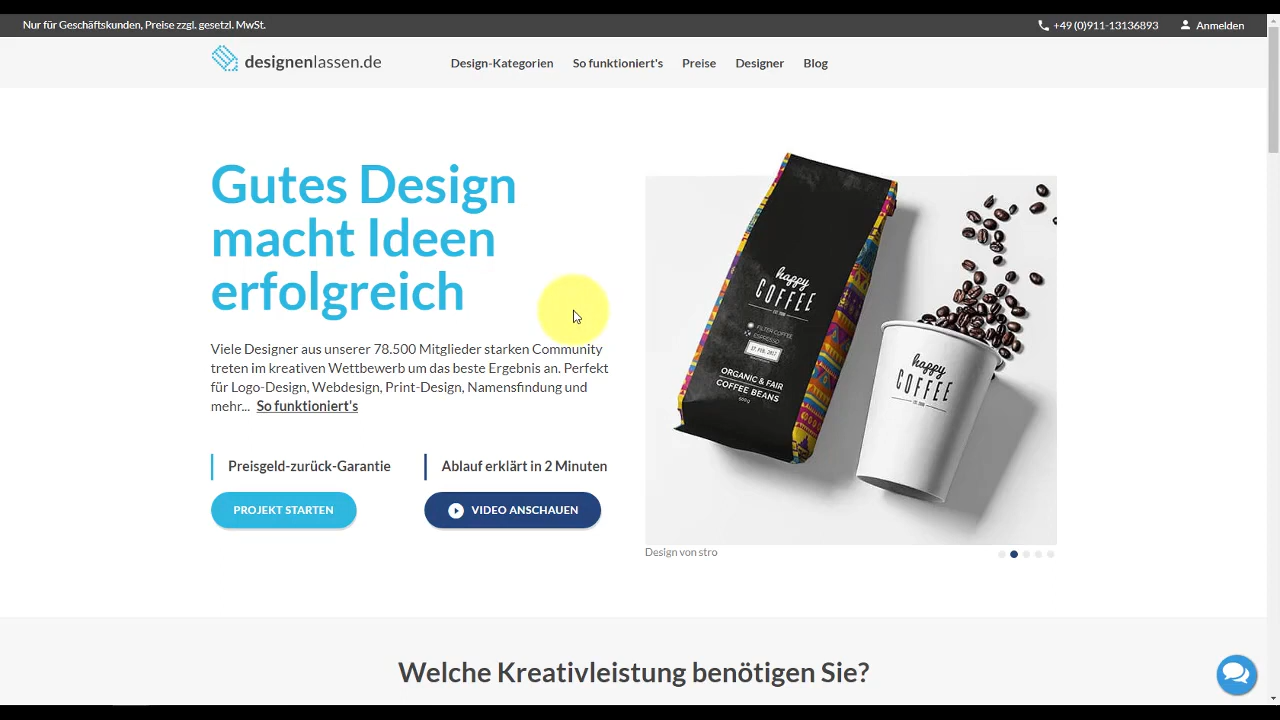 Nur für Geschäftskunden, Preise zzgl. gesetzl. MwSt.
+49 (0)911-13136893
Anmelden
designenlassen.de
Design-Kategorien
So funktioniert's
Preise
Designer
Blog
Gutes Design
macht Ideen
erfolgreich
Viele Designer aus unserer 78.500 Mitglieder starken Community
treten im kreativen Wettbewerb um das beste Ergebnis an. Perfekt
für Logo-Design, Webdesign, Print-Design, Namensfindung und
mehr... So funktioniert's
Preisgeld-zurück-Garantie
Ablauf erklärt in 2 Minuten
PROJEKT STARTEN
VIDEO ANSCHAUEN
happy
COFFEE
FILTER COFFEE
ESPRESSO
ORGANIC & FAIR
COFFEE BEANS
500g
happy
COFFEE
Design von stro
Welche Kreativleistung benötigen Sie?